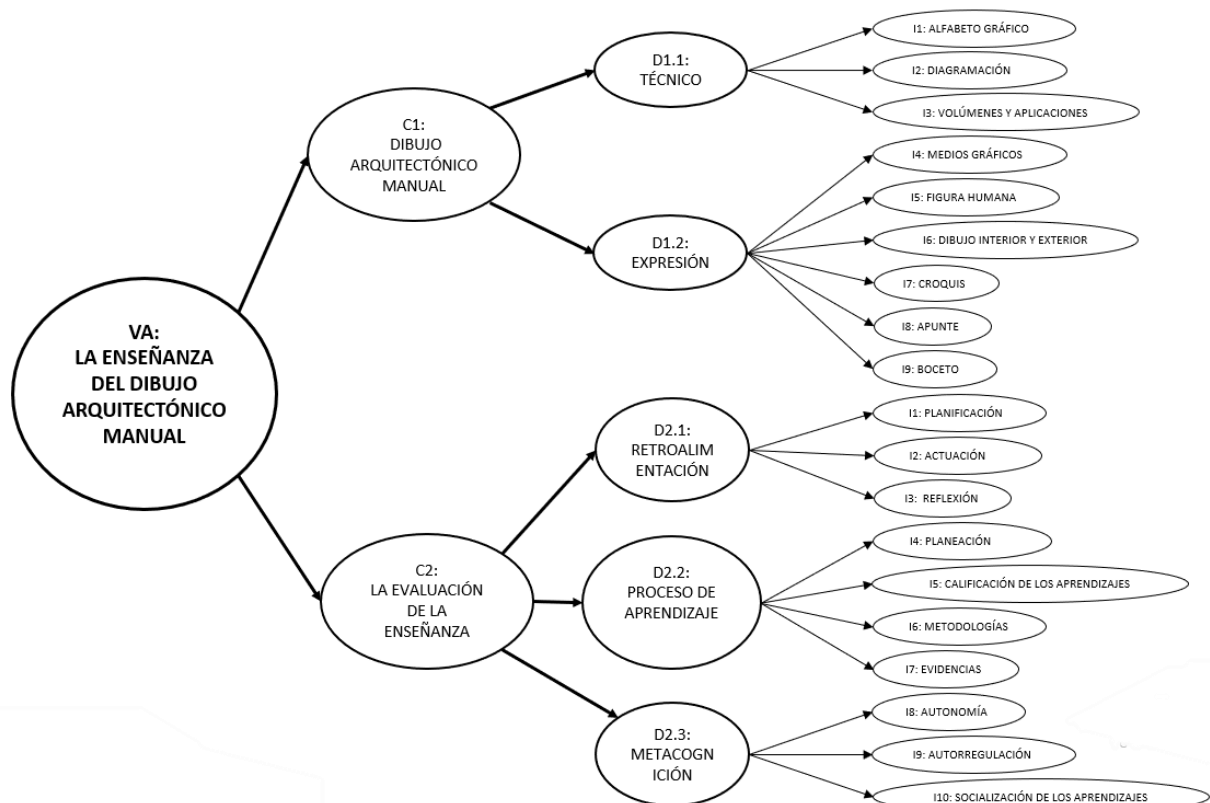 VA:
LA ENSEÑANZA
DEL DIBUJO
ARQUITECTÓNICO
MANUAL
C1:
DIBUJO
ARQUITECTÓNICO
MANUAL
D1.1:
TÉCNICO
I1: ALFABETO GRÁFICO
I2: DIAGRAMACIÓN
I3: VOLÚMENES Y APLICACIONES
D1.2:
EXPRESIÓN
I4: MEDIOS GRÁFICOS
I5: FIGURA HUMANA
I6: DIBUJO INTERIOR Y EXTERIOR
I7: CROQUIS
I8: APUNTE
I9: BOCETO
C2:
LA EVALUACIÓN
DE LA
ENSEÑANZA
D2.1:
RETROALIM
ENTACIÓN
I1: PLANIFICACIÓN
I2: ACTUACIÓN
I3: REFLEXIÓN
D2.2:
PROCESO DE
APRENDIZAJE
I4: PLANEACIÓN
I5: CALIFICACIÓN DE LOS APRENDIZAJES
I6: METODOLOGÍAS
I7: EVIDENCIAS
D2.3:
METACOGN
ICIÓN
I8: AUTONOMÍA
I9: AUTORREGULACIÓN
I10: SOCIALIZACIÓN DE LOS APRENDIZAJES